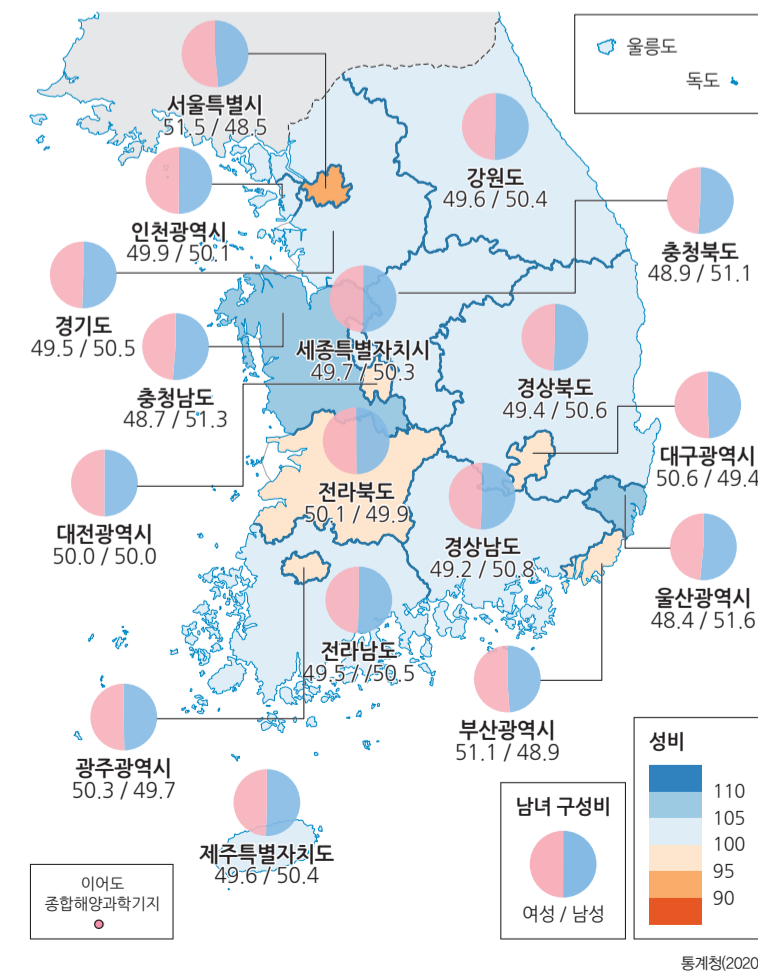 울릉도
독도
서울특별시
51.5 / 48.5
강원도
49.6 / 50.4
인천광역시
49.9 / 50.1
충청북도
48.9 / 51.1
경기도
49.5 / 50.5
세종특별자치시
49.7 / 50.3
충청남도
48.7 / 51.3
경상북도
49.4 / 50.6
대구광역시
50.6 / 49.4
전라북도
50.1 / 49.9
대전광역시
50.0 / 50.0
경상남도
49.2 / 50.8
울산광역시
48.4 / 51.6
전라남도
49.5 / /50.5
부산광역시
51.1 / 48.9
광주광역시
50.3 / 49.7
제주특별자치도
49.6 / 50.4
성비
110
105
100
95
90
남녀 구성비
여성 / 남성
이어도
종합해양과학기지
통계청(2020